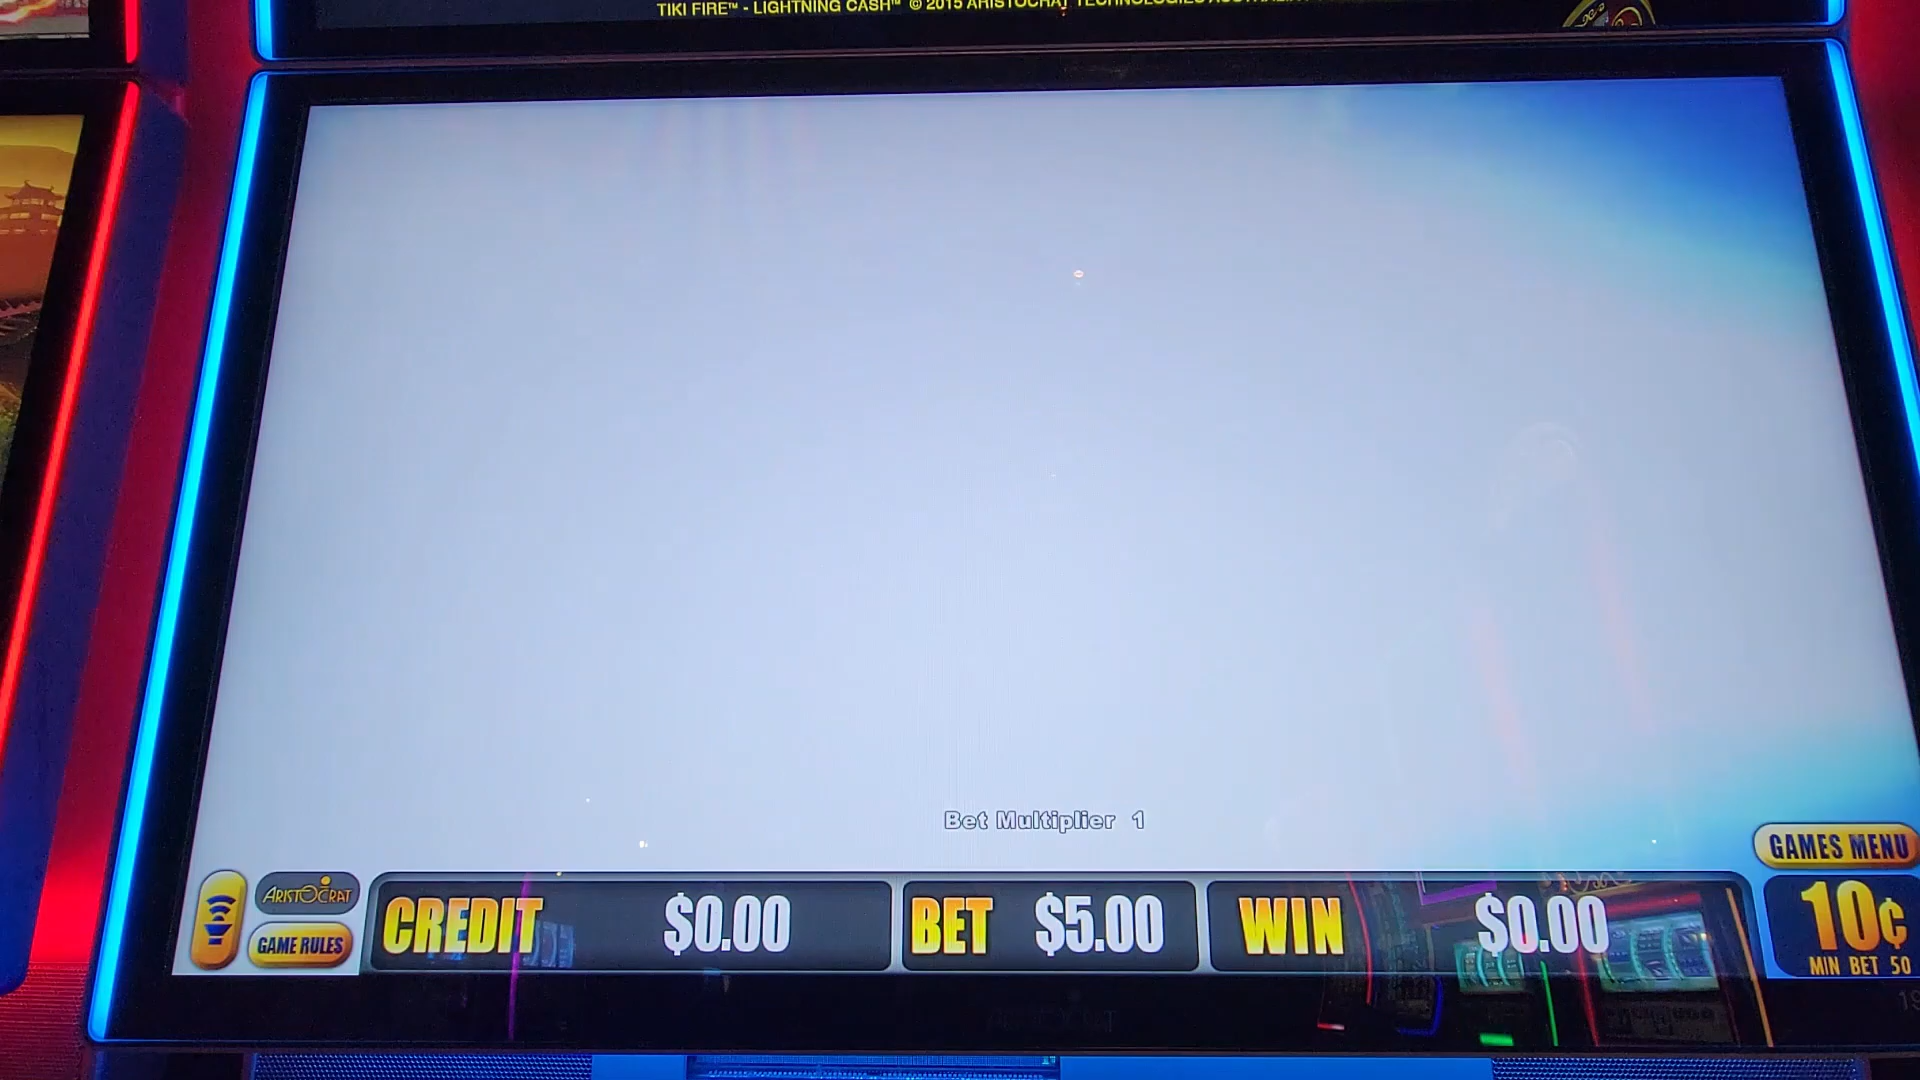 TIKI FIRE™ - LIGHTNING CASH™ © 2015 ARISTOCRAT TECHNOLOGIES
Bet Multiplier 1
GAMES MENU
ARISTOCRAT
GAME RULES
CREDIT $0.00
BET $5.00
WIN $0.00
10¢
MIN BET 50